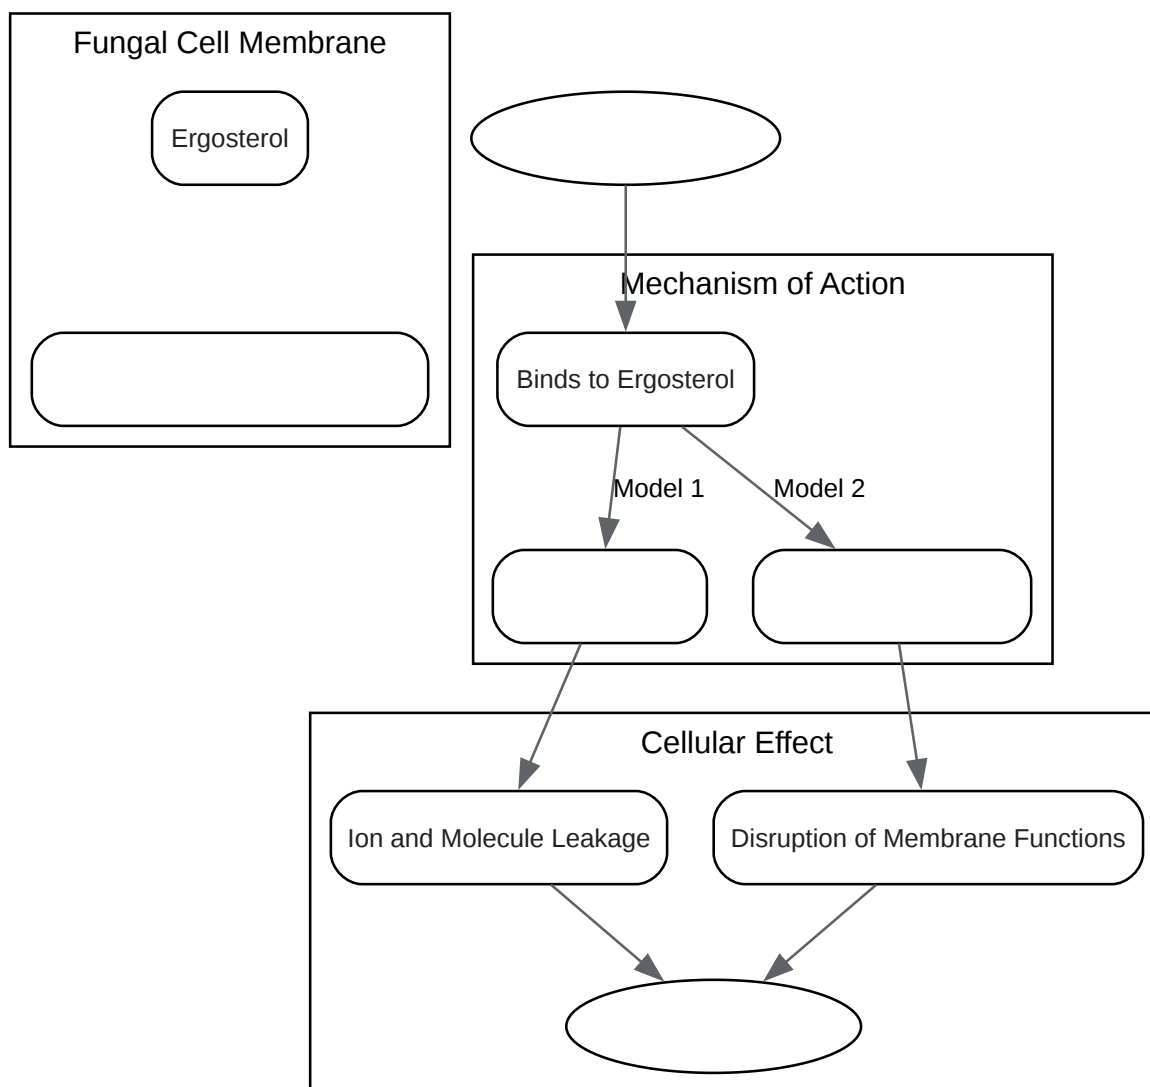 Fungal Cell Membrane
Ergosterol
Mechanism of Action
Binds to Ergosterol
Model 1
Model 2
Cellular Effect
Ion and Molecule Leakage
Disruption of Membrane Functions